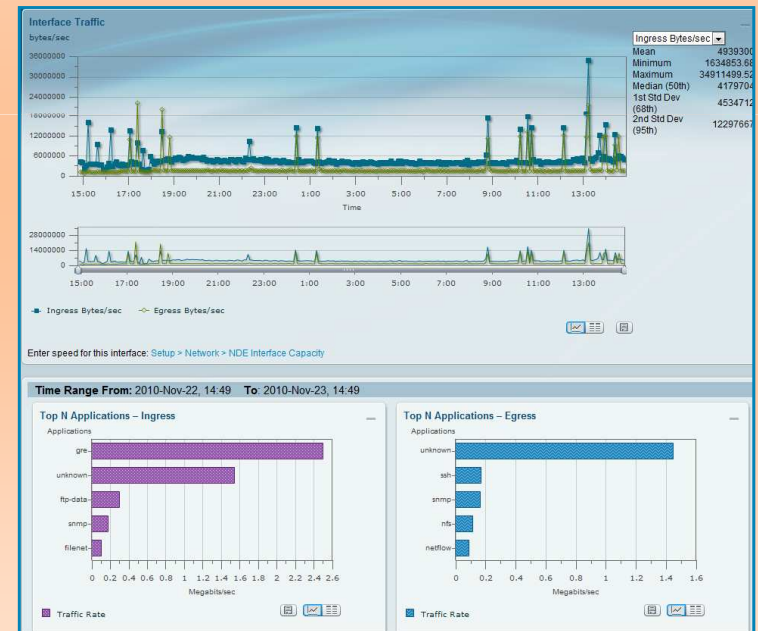 Interface Traffic
bytes/sec
Ingress Bytes/sec
Mean 4939300
Minimum 1634853.68
Maximum 34911499.52
Median (50th) 4179704
1st Std Dev (68th) 4534712
2nd Std Dev (95th) 12297667
36000000
30000000
24000000
18000000
12000000
6000000
0
15:00 17:00 19:00 21:00 23:00 1:00 3:00 5:00 7:00 9:00 11:00 13:00
Time
28000000
14000000
0
15:00 17:00 19:00 21:00 23:00 1:00 3:00 5:00 7:00 9:00 11:00 13:00
Ingress Bytes/sec Egress Bytes/sec
Enter speed for this interface: Setup > Network > NDE Interface Capacity
Time Range From: 2010-Nov-22, 14:49 To: 2010-Nov-23, 14:49
Top N Applications – Ingress
Applications
gre
unknown
ftp-data
snmp
filenet
0 0.2 0.4 0.6 0.8 1 1.2 1.4 1.6 1.8 2 2.2 2.4 2.6
Megabits/sec
Traffic Rate
Top N Applications – Egress
Applications
unknown
ssh
snmp
nfs
netflow
0 0.2 0.4 0.6 0.8 1 1.2 1.4 1.6
Megabits/sec
Traffic Rate